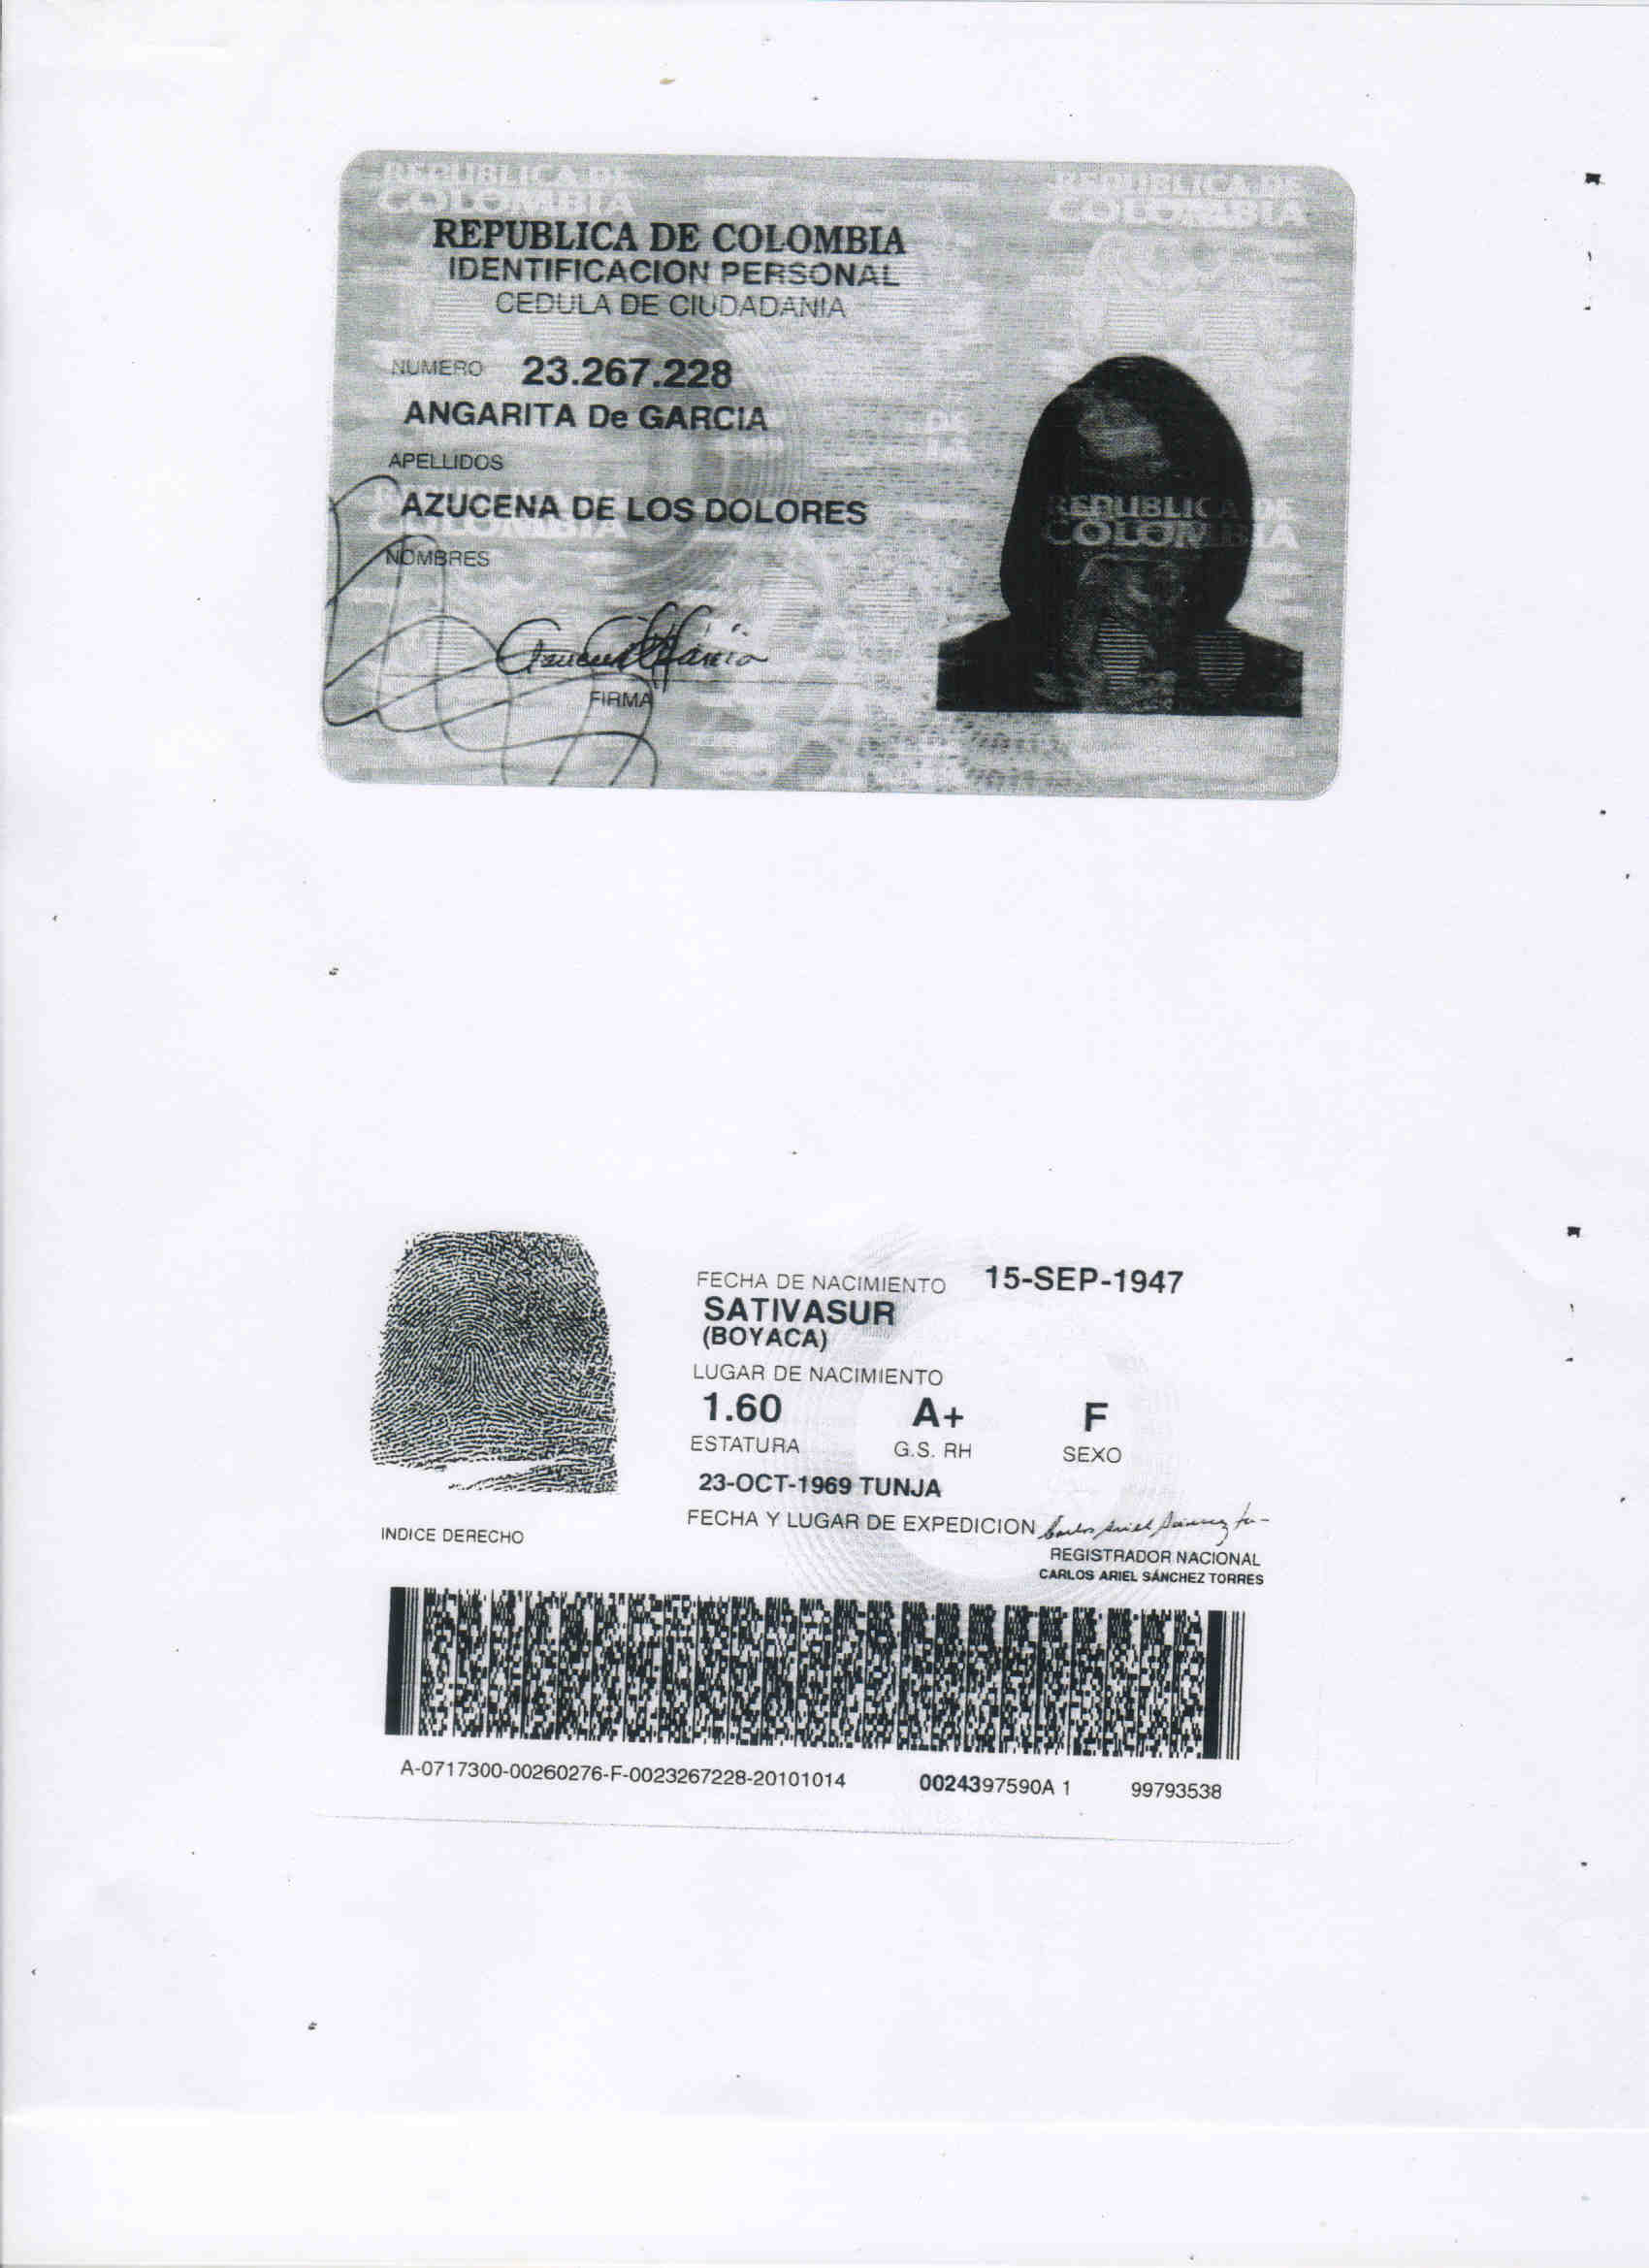 REPUBLICA DE COLOMBIA
REPUBLICA DE COLOMBIA
REPUBLICA DE COLOMBIA
IDENTIFICACION PERSONAL
CEDULA DE CIUDADANIA
NUMERO 23.267.228
ANGARITA De GARCIA
APELLIDOS
AZUCENA DE LOS DOLORES
NOMBRES
REPUBLICA DE
COLOMBIA
FIRMA
FECHA DE NACIMIENTO 15-SEP-1947
SATIVASUR
(BOYACA)
LUGAR DE NACIMIENTO
1.60 A+ F
ESTATURA G.S. RH SEXO
23-OCT-1969 TUNJA
FECHA Y LUGAR DE EXPEDICION
INDICE DERECHO
REGISTRADOR NACIONAL
CARLOS ARIEL SÁNCHEZ TORRES
A-0717300-00260276-F-0023267228-20101014 0024397590A 1 99793538